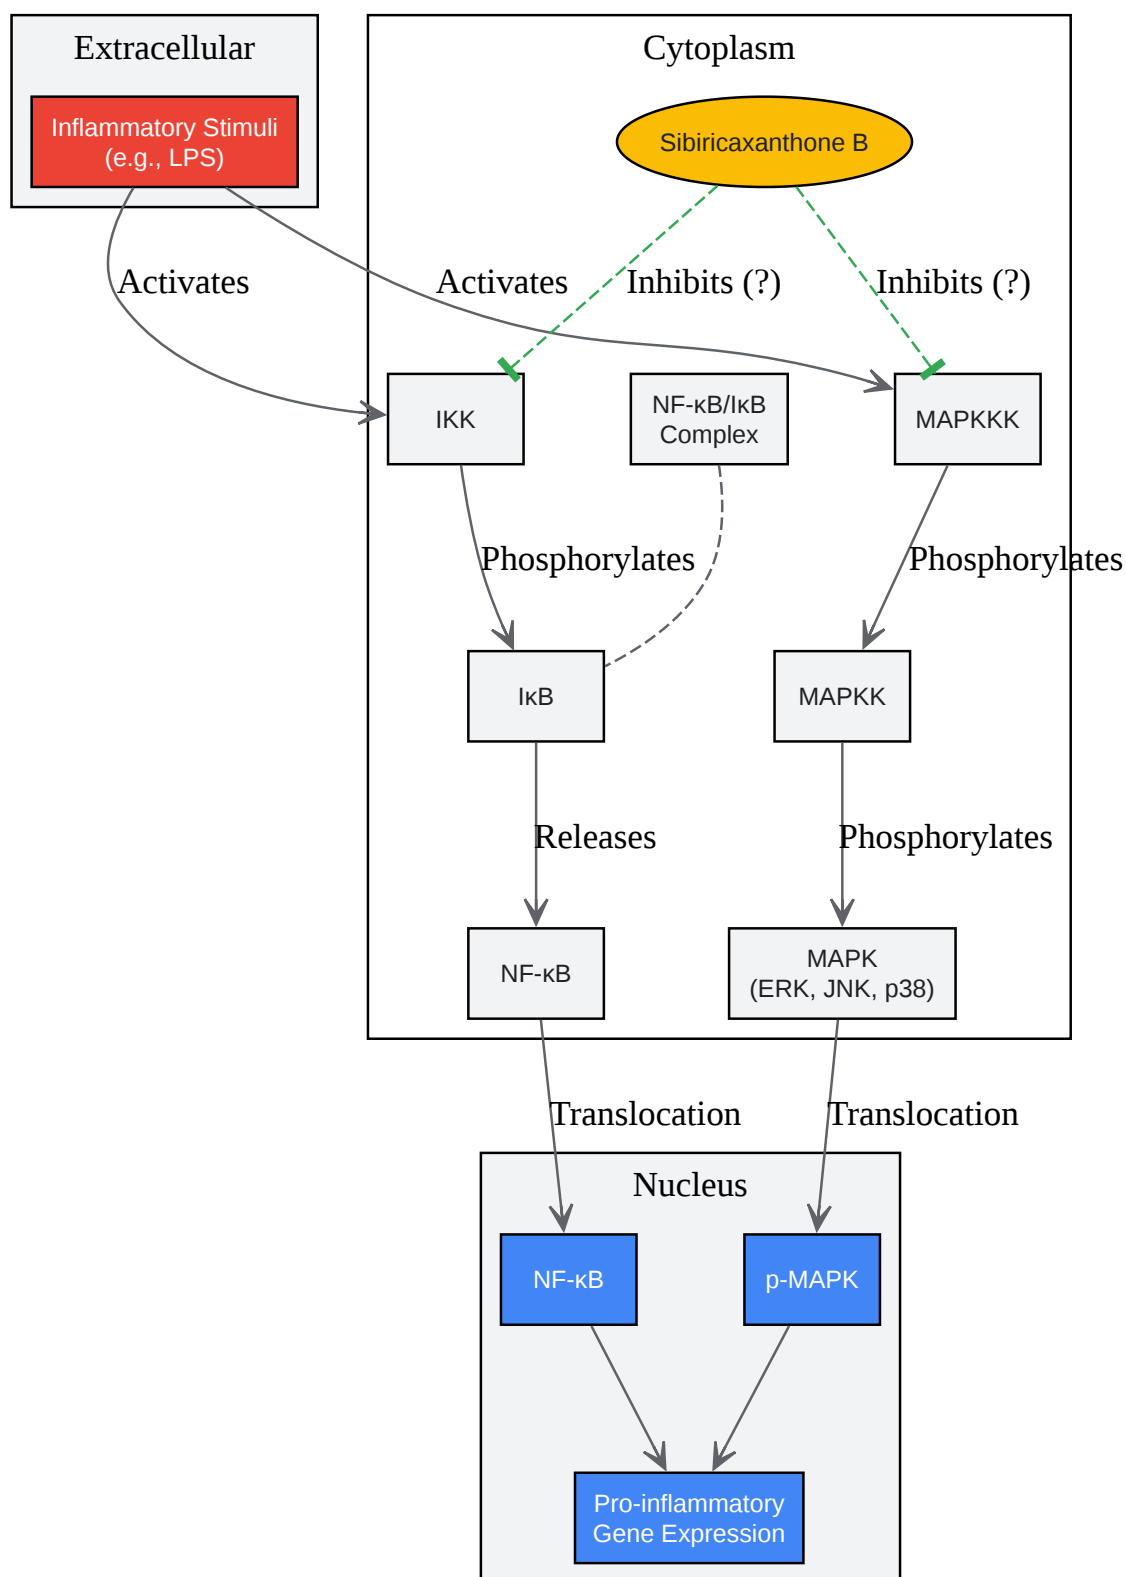 Extracellular
Cytoplasm
Inflammatory Stimuli
(e.g., LPS)
Sibiricaxanthone B
Activates
Activates
Inhibits (?)
Inhibits (?)
IKK
NF-κB/IκB
Complex
MAPKKK
Phosphorylates
Phosphorylates
IκB
MAPKK
Releases
Phosphorylates
NF-κB
MAPK
(ERK, JNK, p38)
Translocation
Translocation
Nucleus
NF-κB
p-MAPK
Pro-inflammatory
Gene Expression